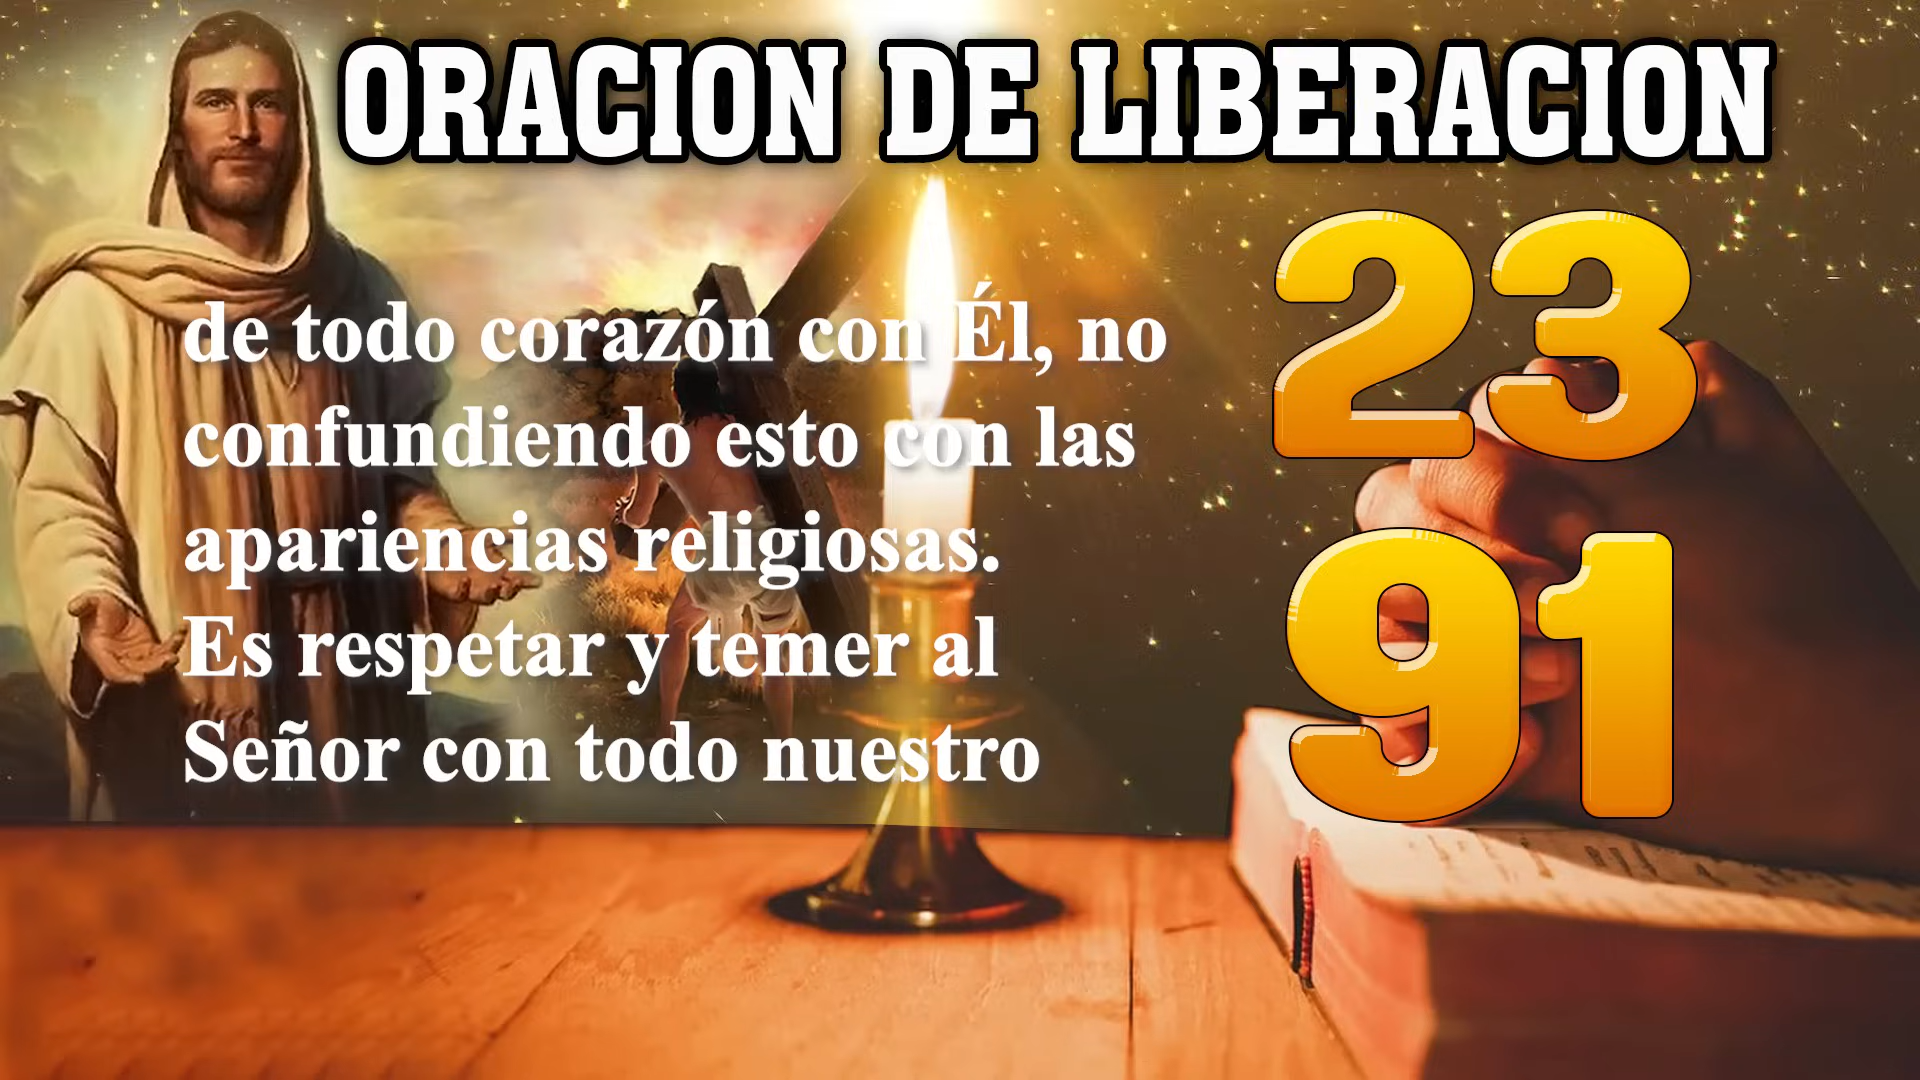 ORACION DE LIBERACION
de todo corazón con Él, no
confundiendo esto con las
apariencias religiosas.
Es respetar y temer al
Señor con todo nuestro
23
91